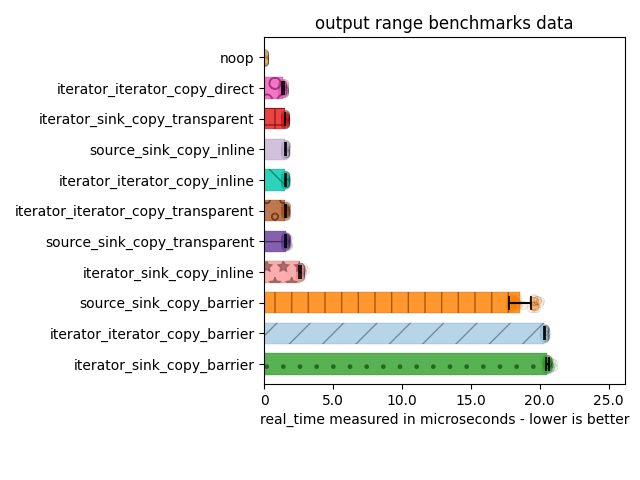 output range benchmarks data
noop
iterator_iterator_copy_direct
iterator_sink_copy_transparent
source_sink_copy_inline
iterator_iterator_copy_inline
iterator_iterator_copy_transparent
source_sink_copy_transparent
iterator_sink_copy_inline
source_sink_copy_barrier
iterator_iterator_copy_barrier
iterator_sink_copy_barrier
0 5.0 10.0 15.0 20.0 25.0
real_time measured in microseconds - lower is better